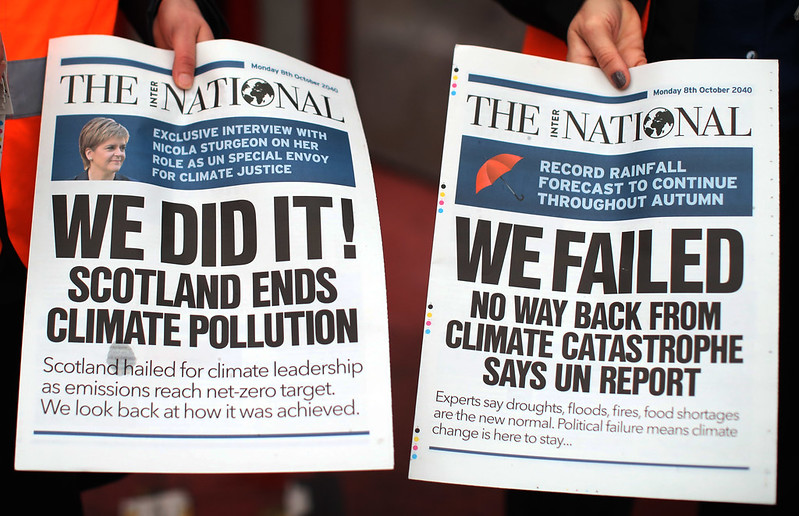 Monday 8th October 2040
THE INTER NATIONAL
EXCLUSIVE INTERVIEW WITH
NICOLA STURGEON ON HER
ROLE AS UN SPECIAL ENVOY
FOR CLIMATE JUSTICE
WE DID IT!
SCOTLAND ENDS
CLIMATE POLLUTION
Scotland hailed for climate leadership
as emissions reach net-zero target.
We look back at how it was achieved.
Monday 8th October 2040
THE INTER NATIONAL
RECORD RAINFALL
FORECAST TO CONTINUE
THROUGHOUT AUTUMN
WE FAILED
NO WAY BACK FROM
CLIMATE CATASTROPHE
SAYS UN REPORT
Experts say droughts, floods, fires, food shortages
are the new normal. Political failure means climate
change is here to stay...